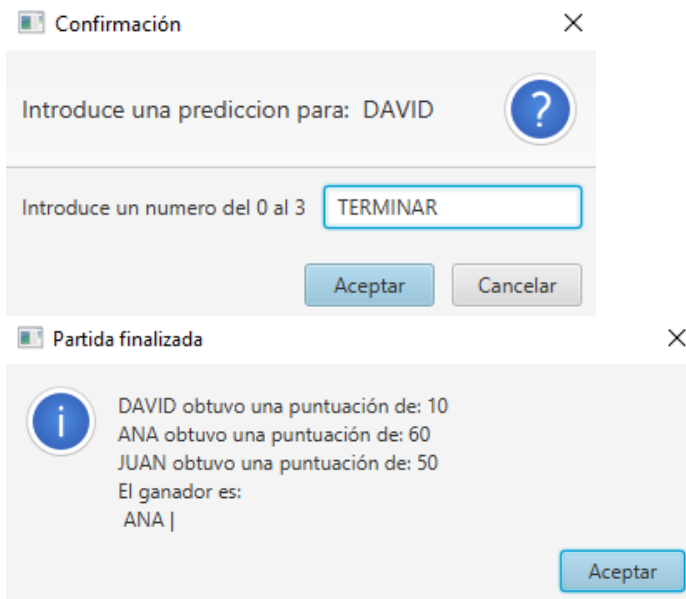 Confirmación
Introduce una prediccion para: DAVID
Introduce un numero del 0 al 3 TERMINAR
Aceptar Cancelar
Partida finalizada
DAVID obtuvo una puntuación de: 10
ANA obtuvo una puntuación de: 60
JUAN obtuvo una puntuación de: 50
El ganador es:
ANA |
Aceptar